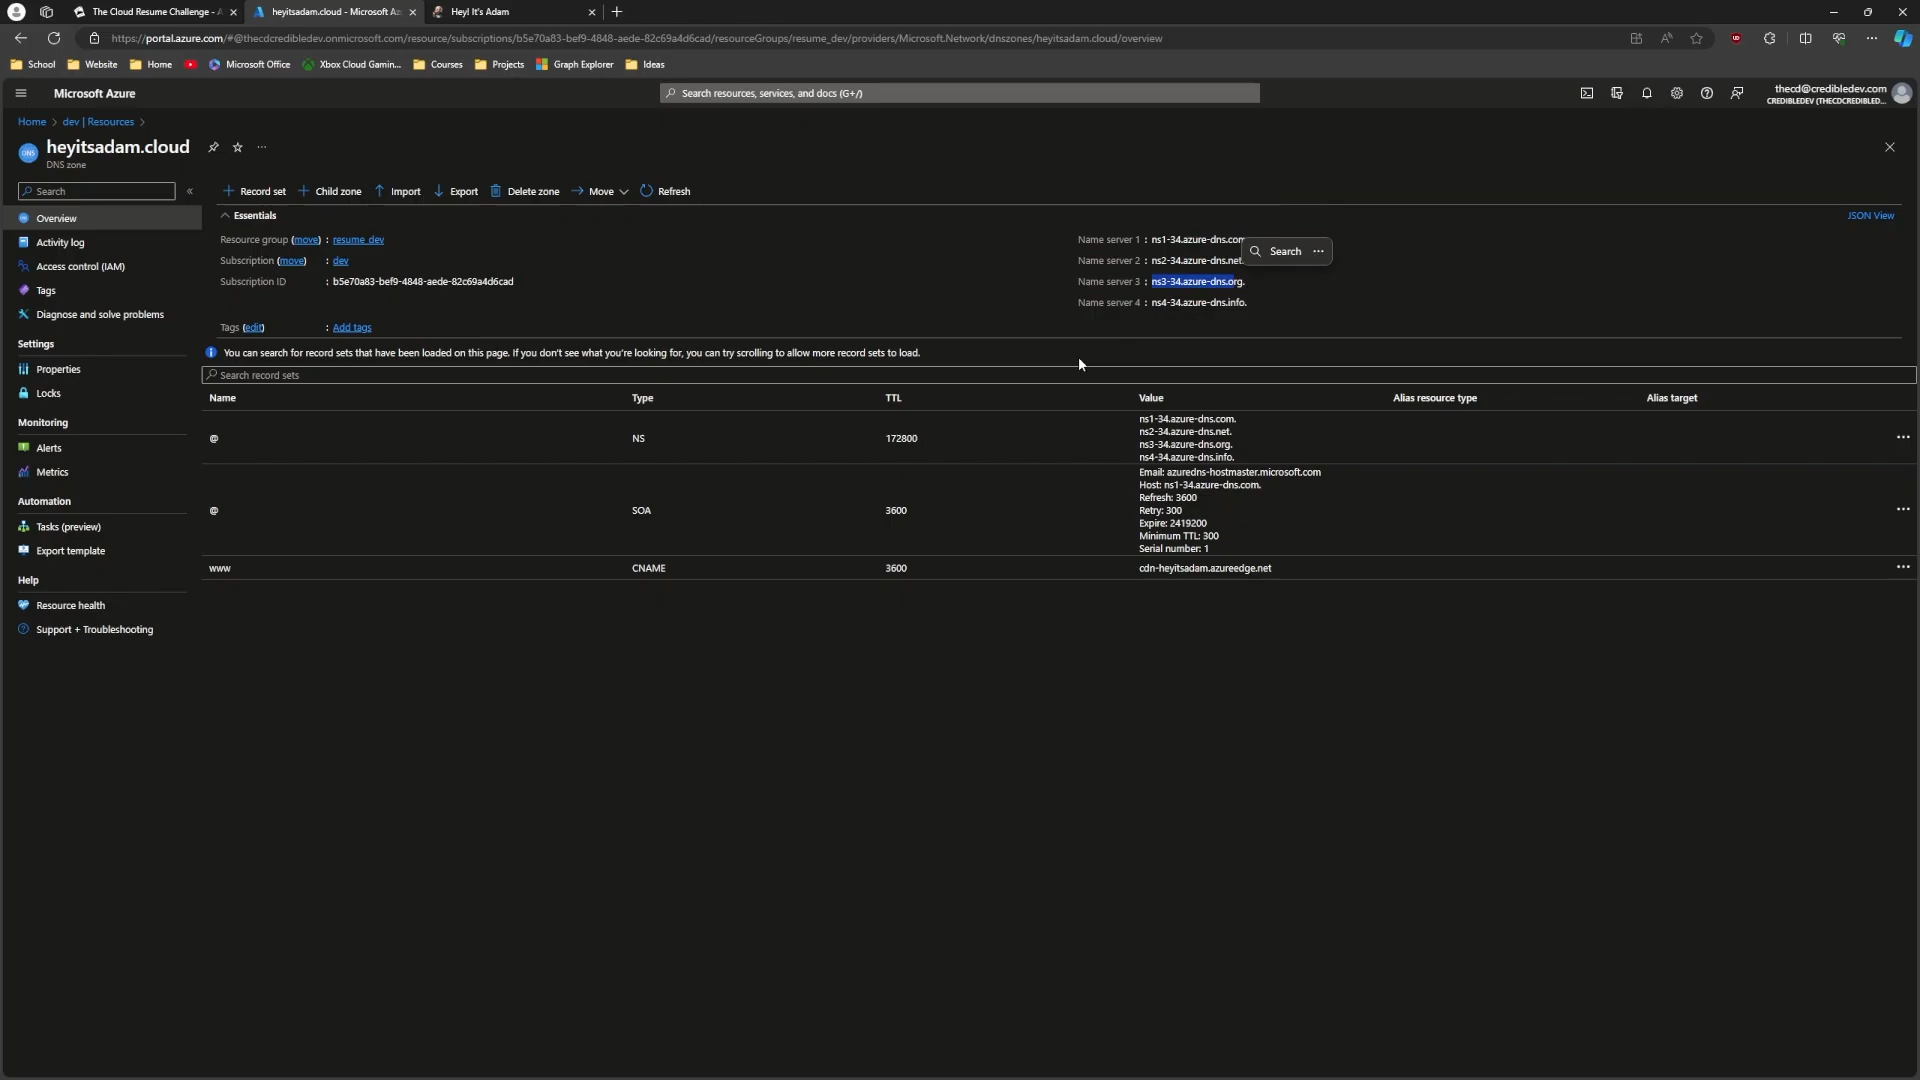 The Cloud Resume Challenge - A
heyitsadam.cloud - Microsoft Az
Hey! It's Adam
https://portal.azure.com/#@thecdcredibledev.onmicrosoft.com/resource/subscriptions/b5e70a83-bef9-4848-aede-82c69a4d6cad/resourceGroups/resume_dev/providers/Microsoft.Network/dnszones/heyitsadam.cloud/overview
School Website Home Microsoft Office Xbox Cloud Gamin... Courses Projects Graph Explorer Ideas
Microsoft Azure
Search resources, services, and docs (G+/)
thecd@credibledev.com
CREDIBLEDEV (THECDCREDIBLED...
Home > dev | Resources >
DNS
heyitsadam.cloud
DNS zone
Search
Record set Child zone Import Export Delete zone Move Refresh
Overview
Activity log
Access control (IAM)
Tags
Diagnose and solve problems
Settings
Properties
Locks
Monitoring
Alerts
Metrics
Automation
Tasks (preview)
Export template
Help
Resource health
Support + Troubleshooting
Essentials
JSON View
Resource group (move) : resume_dev
Subscription (move) : dev
Subscription ID : b5e70a83-bef9-4848-aede-82c69a4d6cad
Tags (edit) : Add tags
Name server 1 : ns1-34.azure-dns.com
Name server 2 : ns2-34.azure-dns.net.
Name server 3 : ns3-34.azure-dns.org.
Name server 4 : ns4-34.azure-dns.info.
Search
You can search for record sets that have been loaded on this page. If you don't see what you're looking for, you can try scrolling to allow more record sets to load.
Search record sets
Name Type TTL Value Alias resource type Alias target
@ NS 172800
ns1-34.azure-dns.com.
ns2-34.azure-dns.net.
ns3-34.azure-dns.org.
ns4-34.azure-dns.info.
@ SOA 3600
Email: azuredns-hostmaster.microsoft.com
Host: ns1-34.azure-dns.com.
Refresh: 3600
Retry: 300
Expire: 2419200
Minimum TTL: 300
Serial number: 1
www CNAME 3600 cdn-heyitsadam.azureedge.net